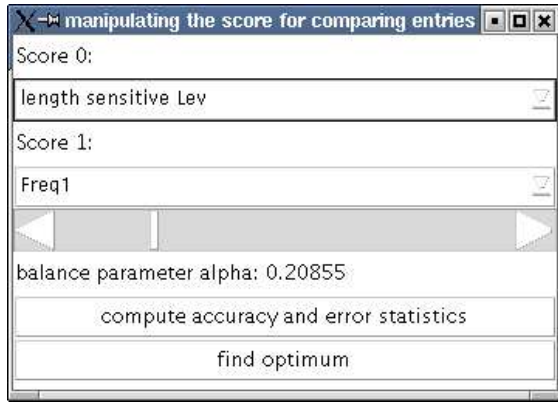 manipulating the score for comparing entries
Score 0:
length sensitive Lev
Score 1:
Freq1
balance parameter alpha: 0.20855
compute accuracy and error statistics
find optimum